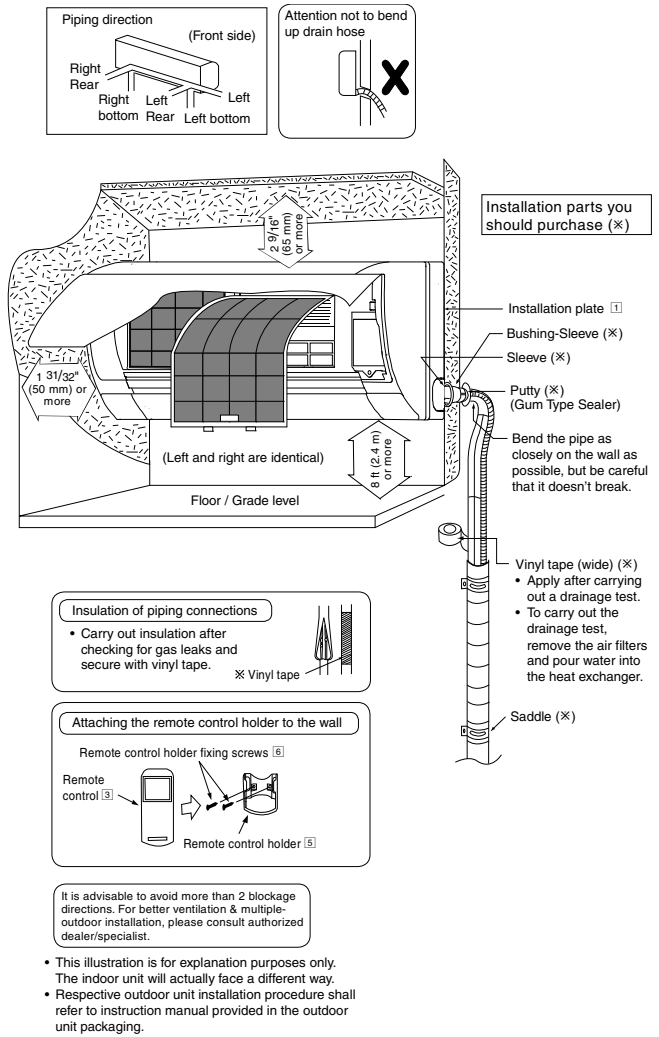 Piping direction
(Front side)
Right
Rear
Right
bottom
Left
Rear
Left
Left bottom
Attention not to bend
up drain hose
Installation parts you
should purchase (※)
2 9/16"
(65 mm)
or more
1 31/32"
(50 mm) or
more
(Left and right are identical)
8 ft (2.4 m)
or more
Floor / Grade level
Installation plate 1
Bushing-Sleeve (※)
Sleeve (※)
Putty (※)
(Gum Type Sealer)
Bend the pipe as
closely on the wall as
possible, but be careful
that it doesn't break.
Vinyl tape (wide) (※)
• Apply after carrying
out a drainage test.
• To carry out the
drainage test,
remove the air filters
and pour water into
the heat exchanger.
Saddle (※)
Insulation of piping connections
• Carry out insulation after
checking for gas leaks and
secure with vinyl tape.
※ Vinyl tape
Attaching the remote control holder to the wall
Remote control holder fixing screws 6
Remote
control 3
Remote control holder 5
It is advisable to avoid more than 2 blockage
directions. For better ventilation & multiple-
outdoor installation, please consult authorized
dealer/specialist.
• This illustration is for explanation purposes only.
The indoor unit will actually face a different way.
• Respective outdoor unit installation procedure shall
refer to instruction manual provided in the outdoor
unit packaging.